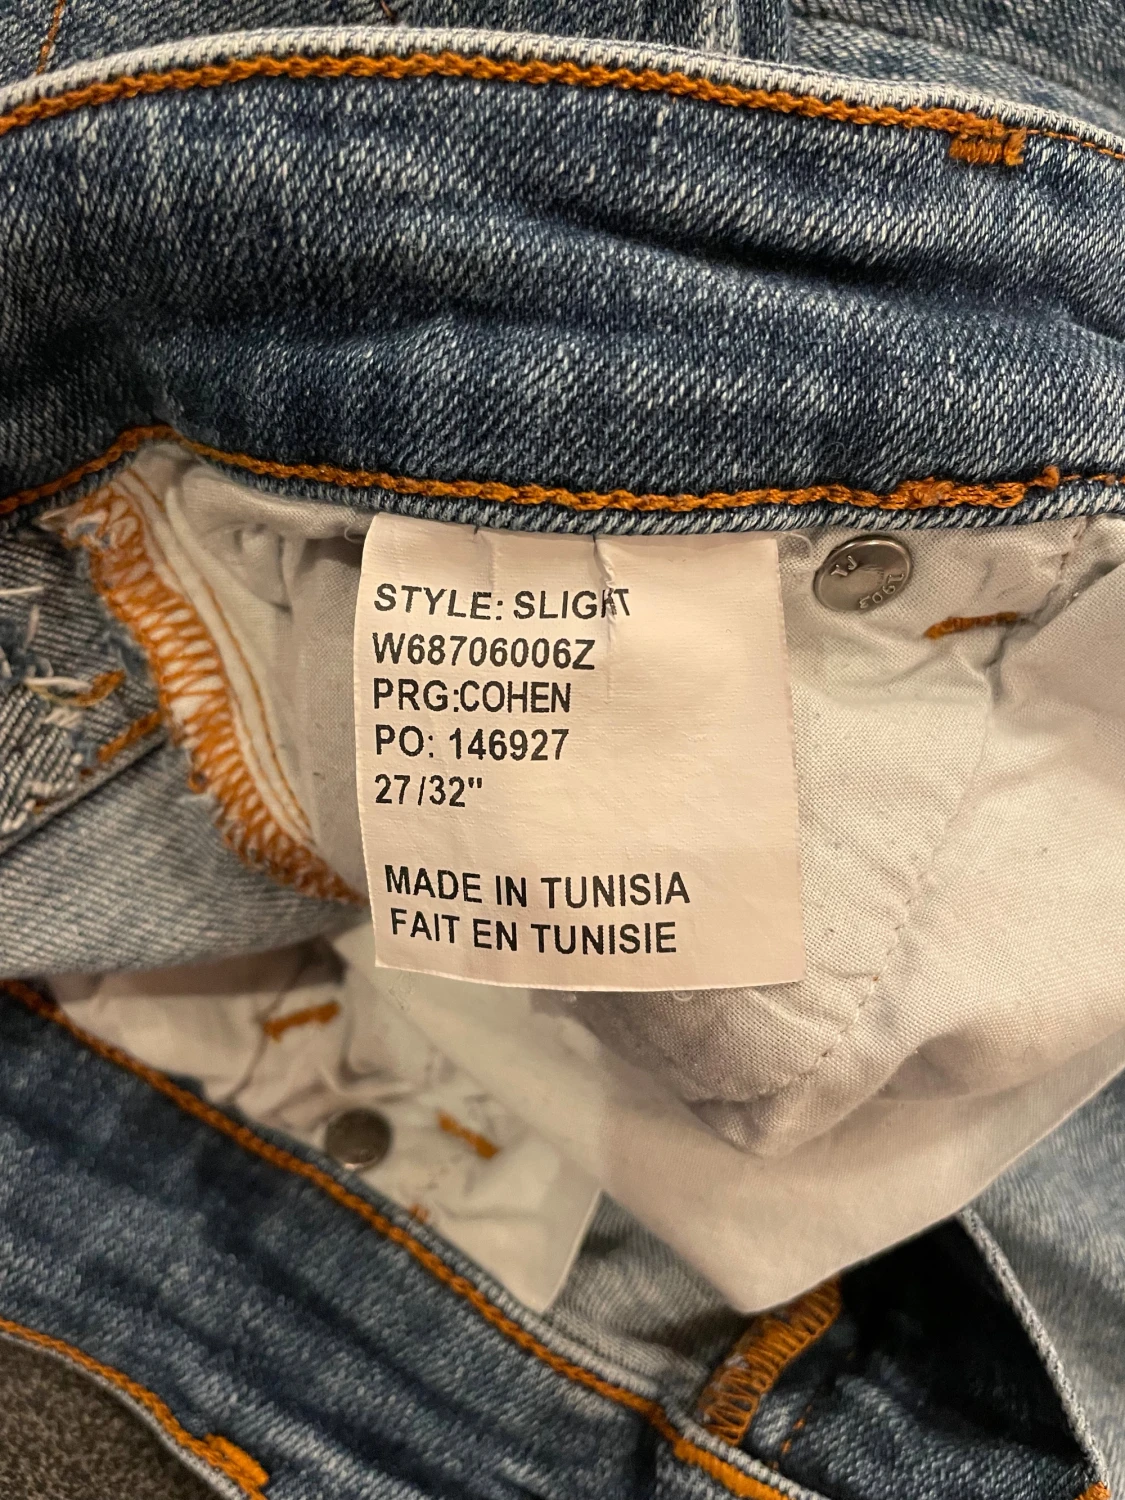 STYLE: SLIGHT
W68706006Z
PRG:COHEN
PO: 146927
27/32"
MADE IN TUNISIA
FAIT EN TUNISIE